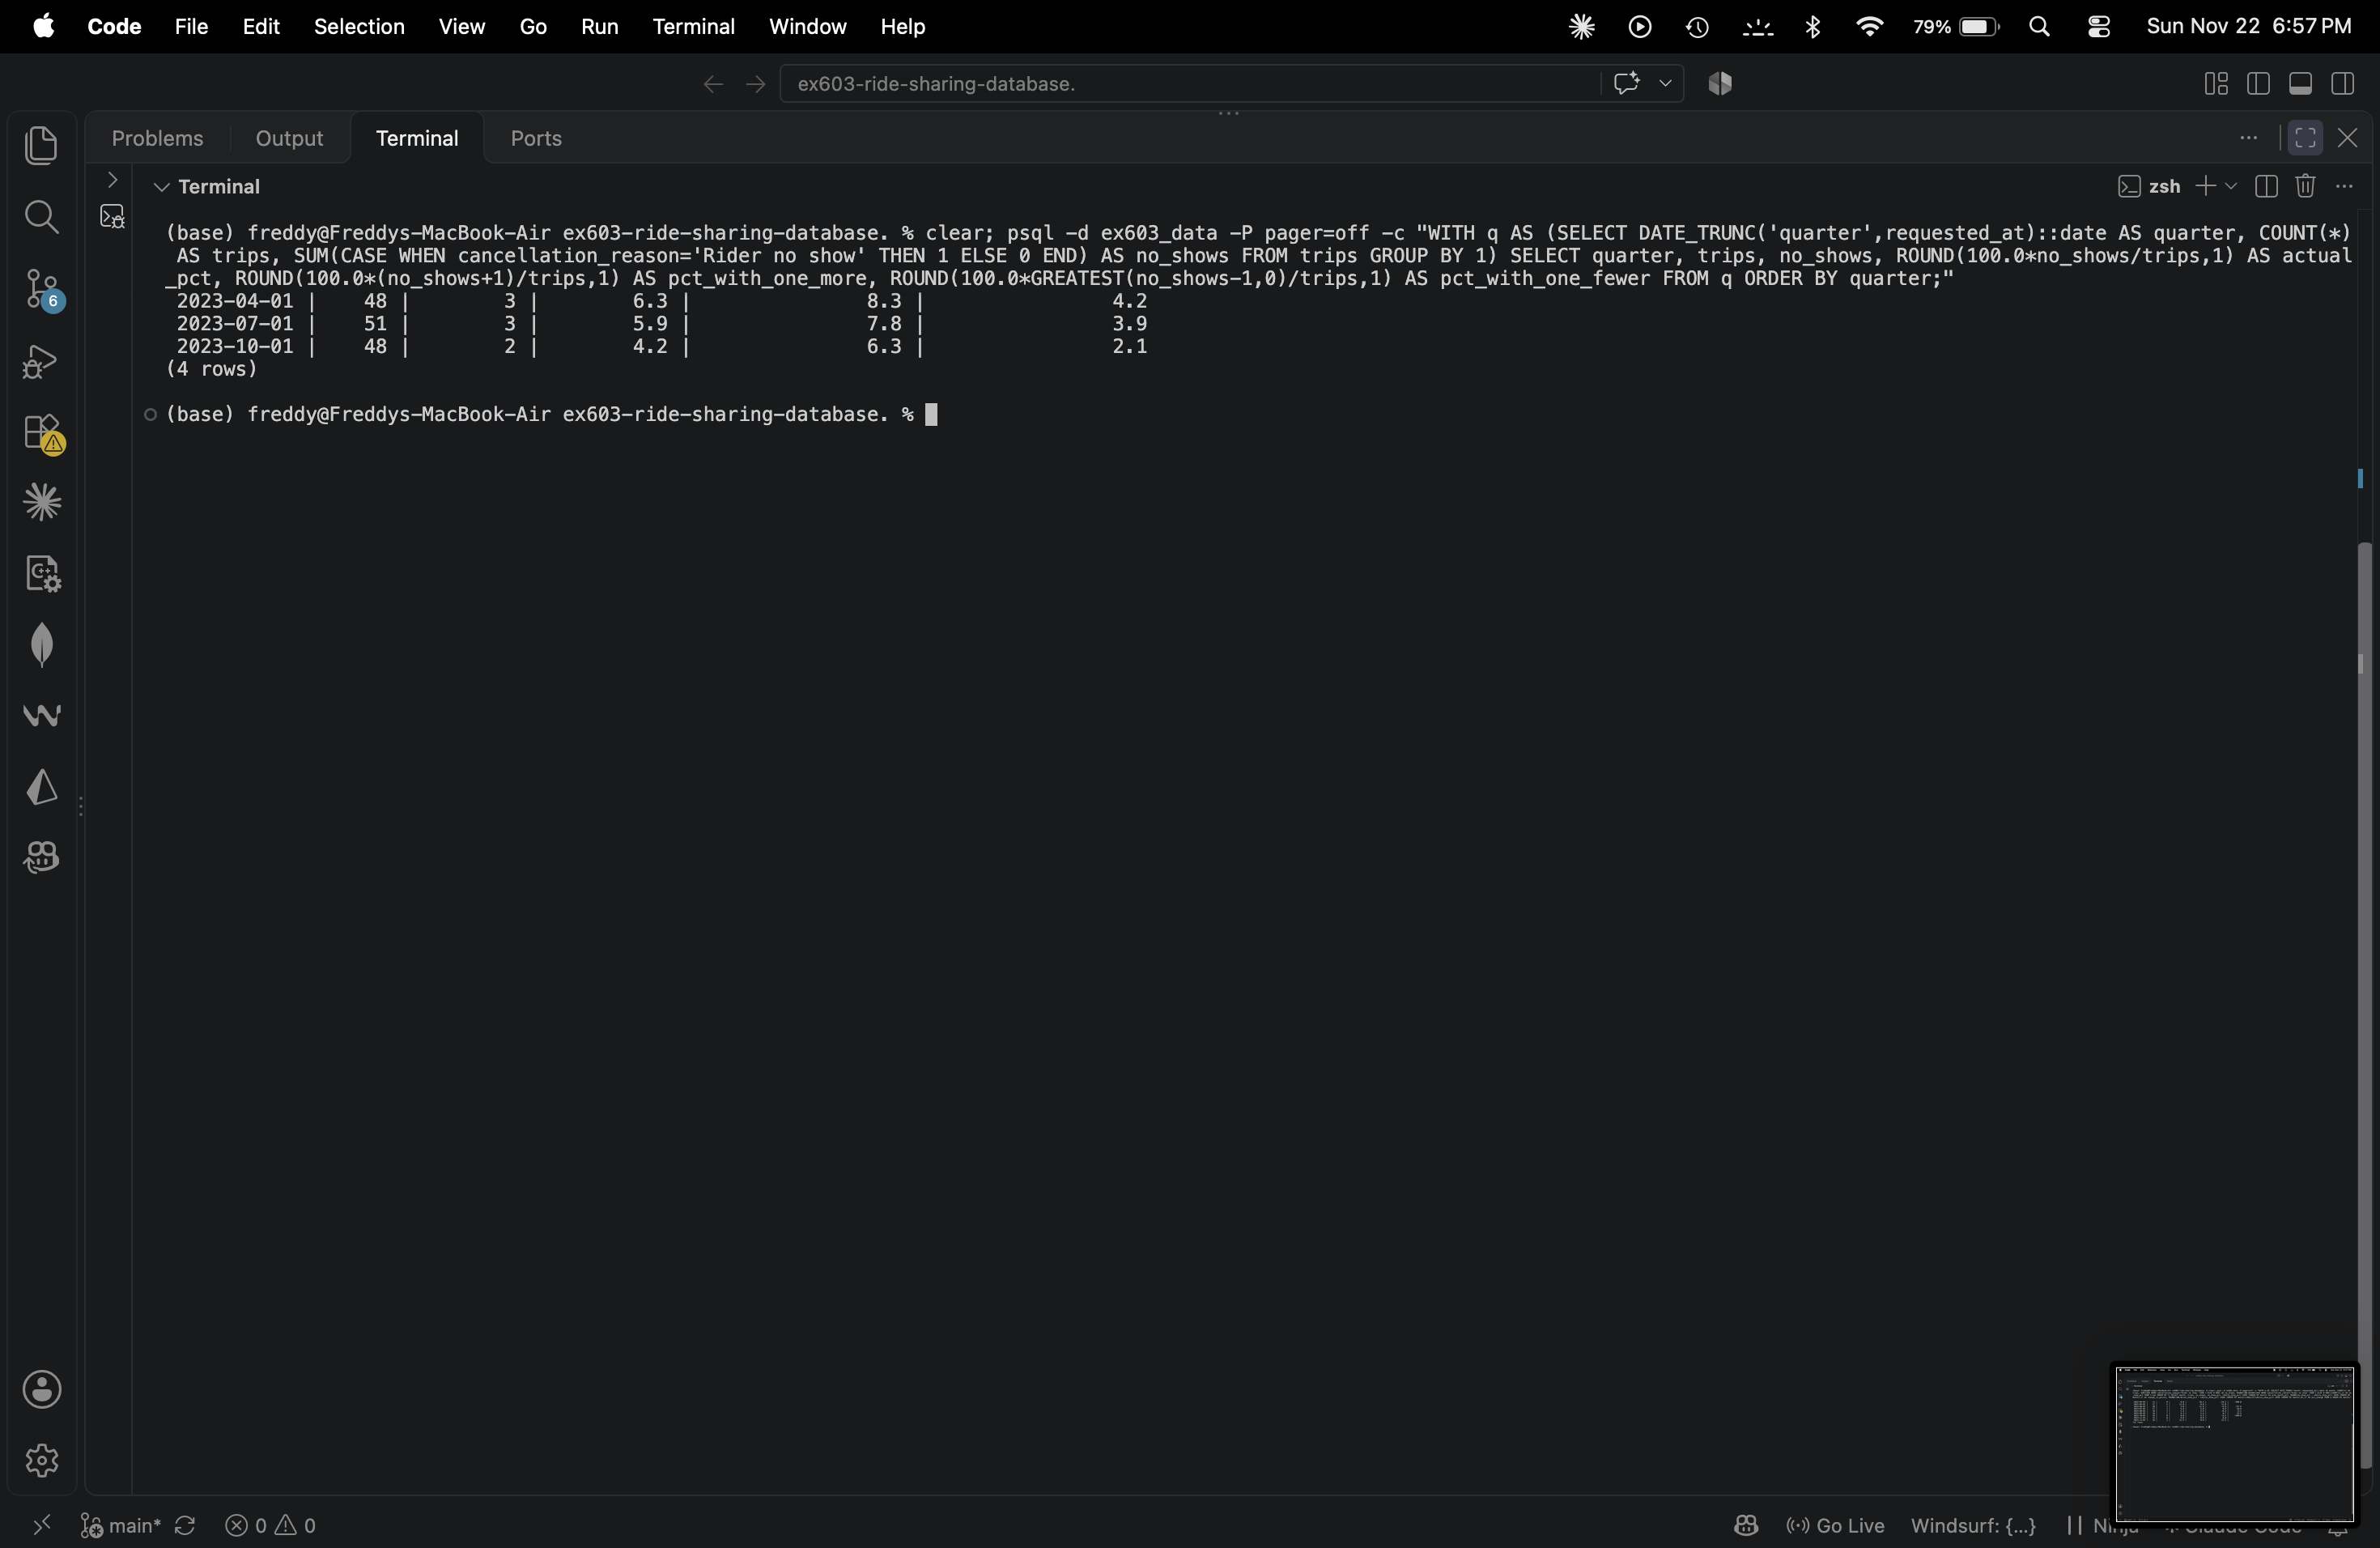 Code File Edit Selection View Go Run Terminal Window Help 79% Sun Nov 22 6:57 PM
ex603-ride-sharing-database.
Problems Output Terminal Ports
Terminal zsh
(base) freddy@Freddys-MacBook-Air ex603-ride-sharing-database. % clear; psql -d ex603_data -P pager=off -c "WITH q AS (SELECT DATE_TRUNC('quarter',requested_at)::date AS quarter, COUNT(*)
AS trips, SUM(CASE WHEN cancellation_reason='Rider no show' THEN 1 ELSE 0 END) AS no_shows FROM trips GROUP BY 1) SELECT quarter, trips, no_shows, ROUND(100.0*no_shows/trips,1) AS actual
_pct, ROUND(100.0*(no_shows+1)/trips,1) AS pct_with_one_more, ROUND(100.0*GREATEST(no_shows-1,0)/trips,1) AS pct_with_one_fewer FROM q ORDER BY quarter;"
2023-04-01 | 48 | 3 | 6.3 | 8.3 | 4.2
2023-07-01 | 51 | 3 | 5.9 | 7.8 | 3.9
2023-10-01 | 48 | 2 | 4.2 | 6.3 | 2.1
(4 rows)
(base) freddy@Freddys-MacBook-Air ex603-ride-sharing-database. %
6
C++
main* 0 0 Go Live Windsurf: {...} Ninja Claude Code